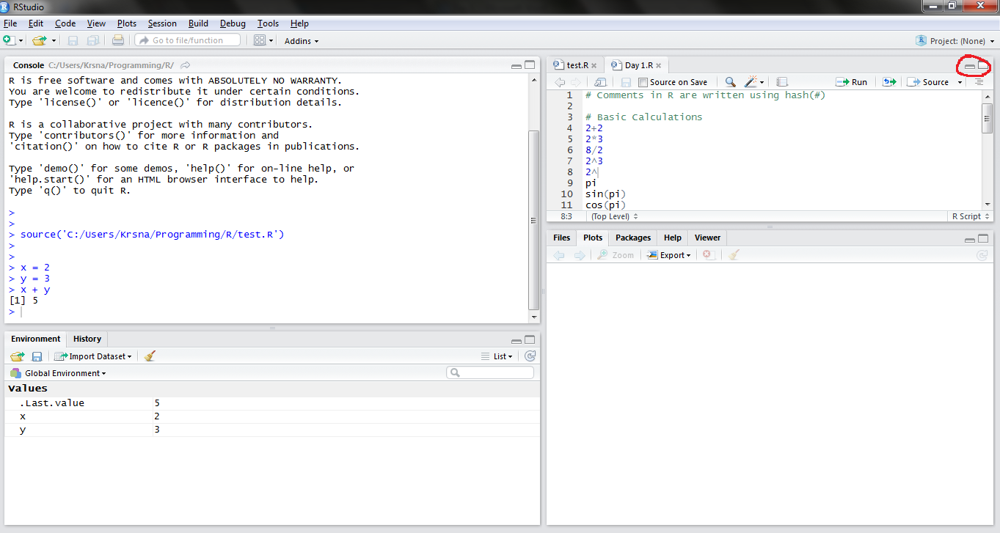 RStudio
File Edit Code View Plots Session Build Debug Tools Help
Go to file/function Addins Project: (None)
Console C:/Users/Krsna/Programming/R/
R is free software and comes with ABSOLUTELY NO WARRANTY.
You are welcome to redistribute it under certain conditions.
Type 'license()' or 'licence()' for distribution details.
R is a collaborative project with many contributors.
Type 'contributors()' for more information and
'citation()' on how to cite R or R packages in publications.
Type 'demo()' for some demos, 'help()' for on-line help, or
'help.start()' for an HTML browser interface to help.
Type 'q()' to quit R.
>
>
> source('C:/Users/Krsna/Programming/R/test.R')
>
>
> x = 2
> y = 3
> x + y
[1] 5
>
Environment History
Import Dataset List
Global Environment
Values
.Last.value 5
x 2
y 3
test.R Day 1.R
Source on Save Run Source
1 # Comments in R are written using hash(#)
2
3 # Basic Calculations
4 2+2
5 2*3
6 8/2
7 2^3
8 2^
9 pi
10 sin(pi)
11 cos(pi)
8:3 (Top Level) R Script
Files Plots Packages Help Viewer
Zoom Export